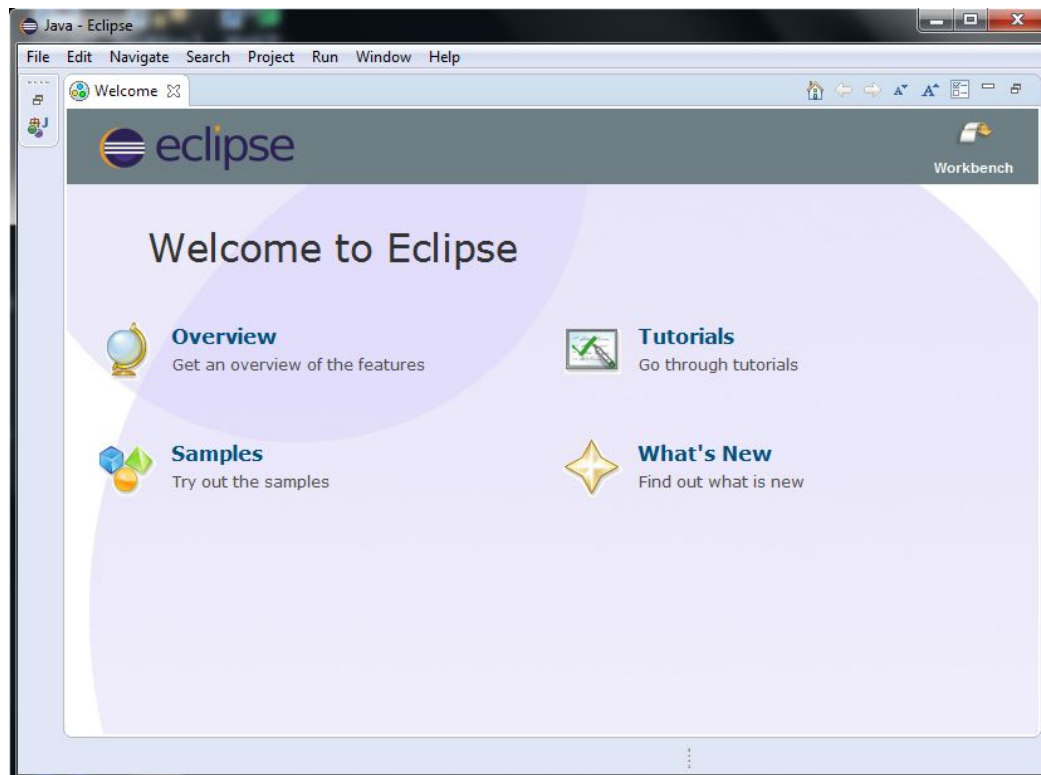 Java - Eclipse
File Edit Navigate Search Project Run Window Help
Welcome
eclipse
Workbench
Welcome to Eclipse
Overview
Get an overview of the features
Tutorials
Go through tutorials
Samples
Try out the samples
What's New
Find out what is new